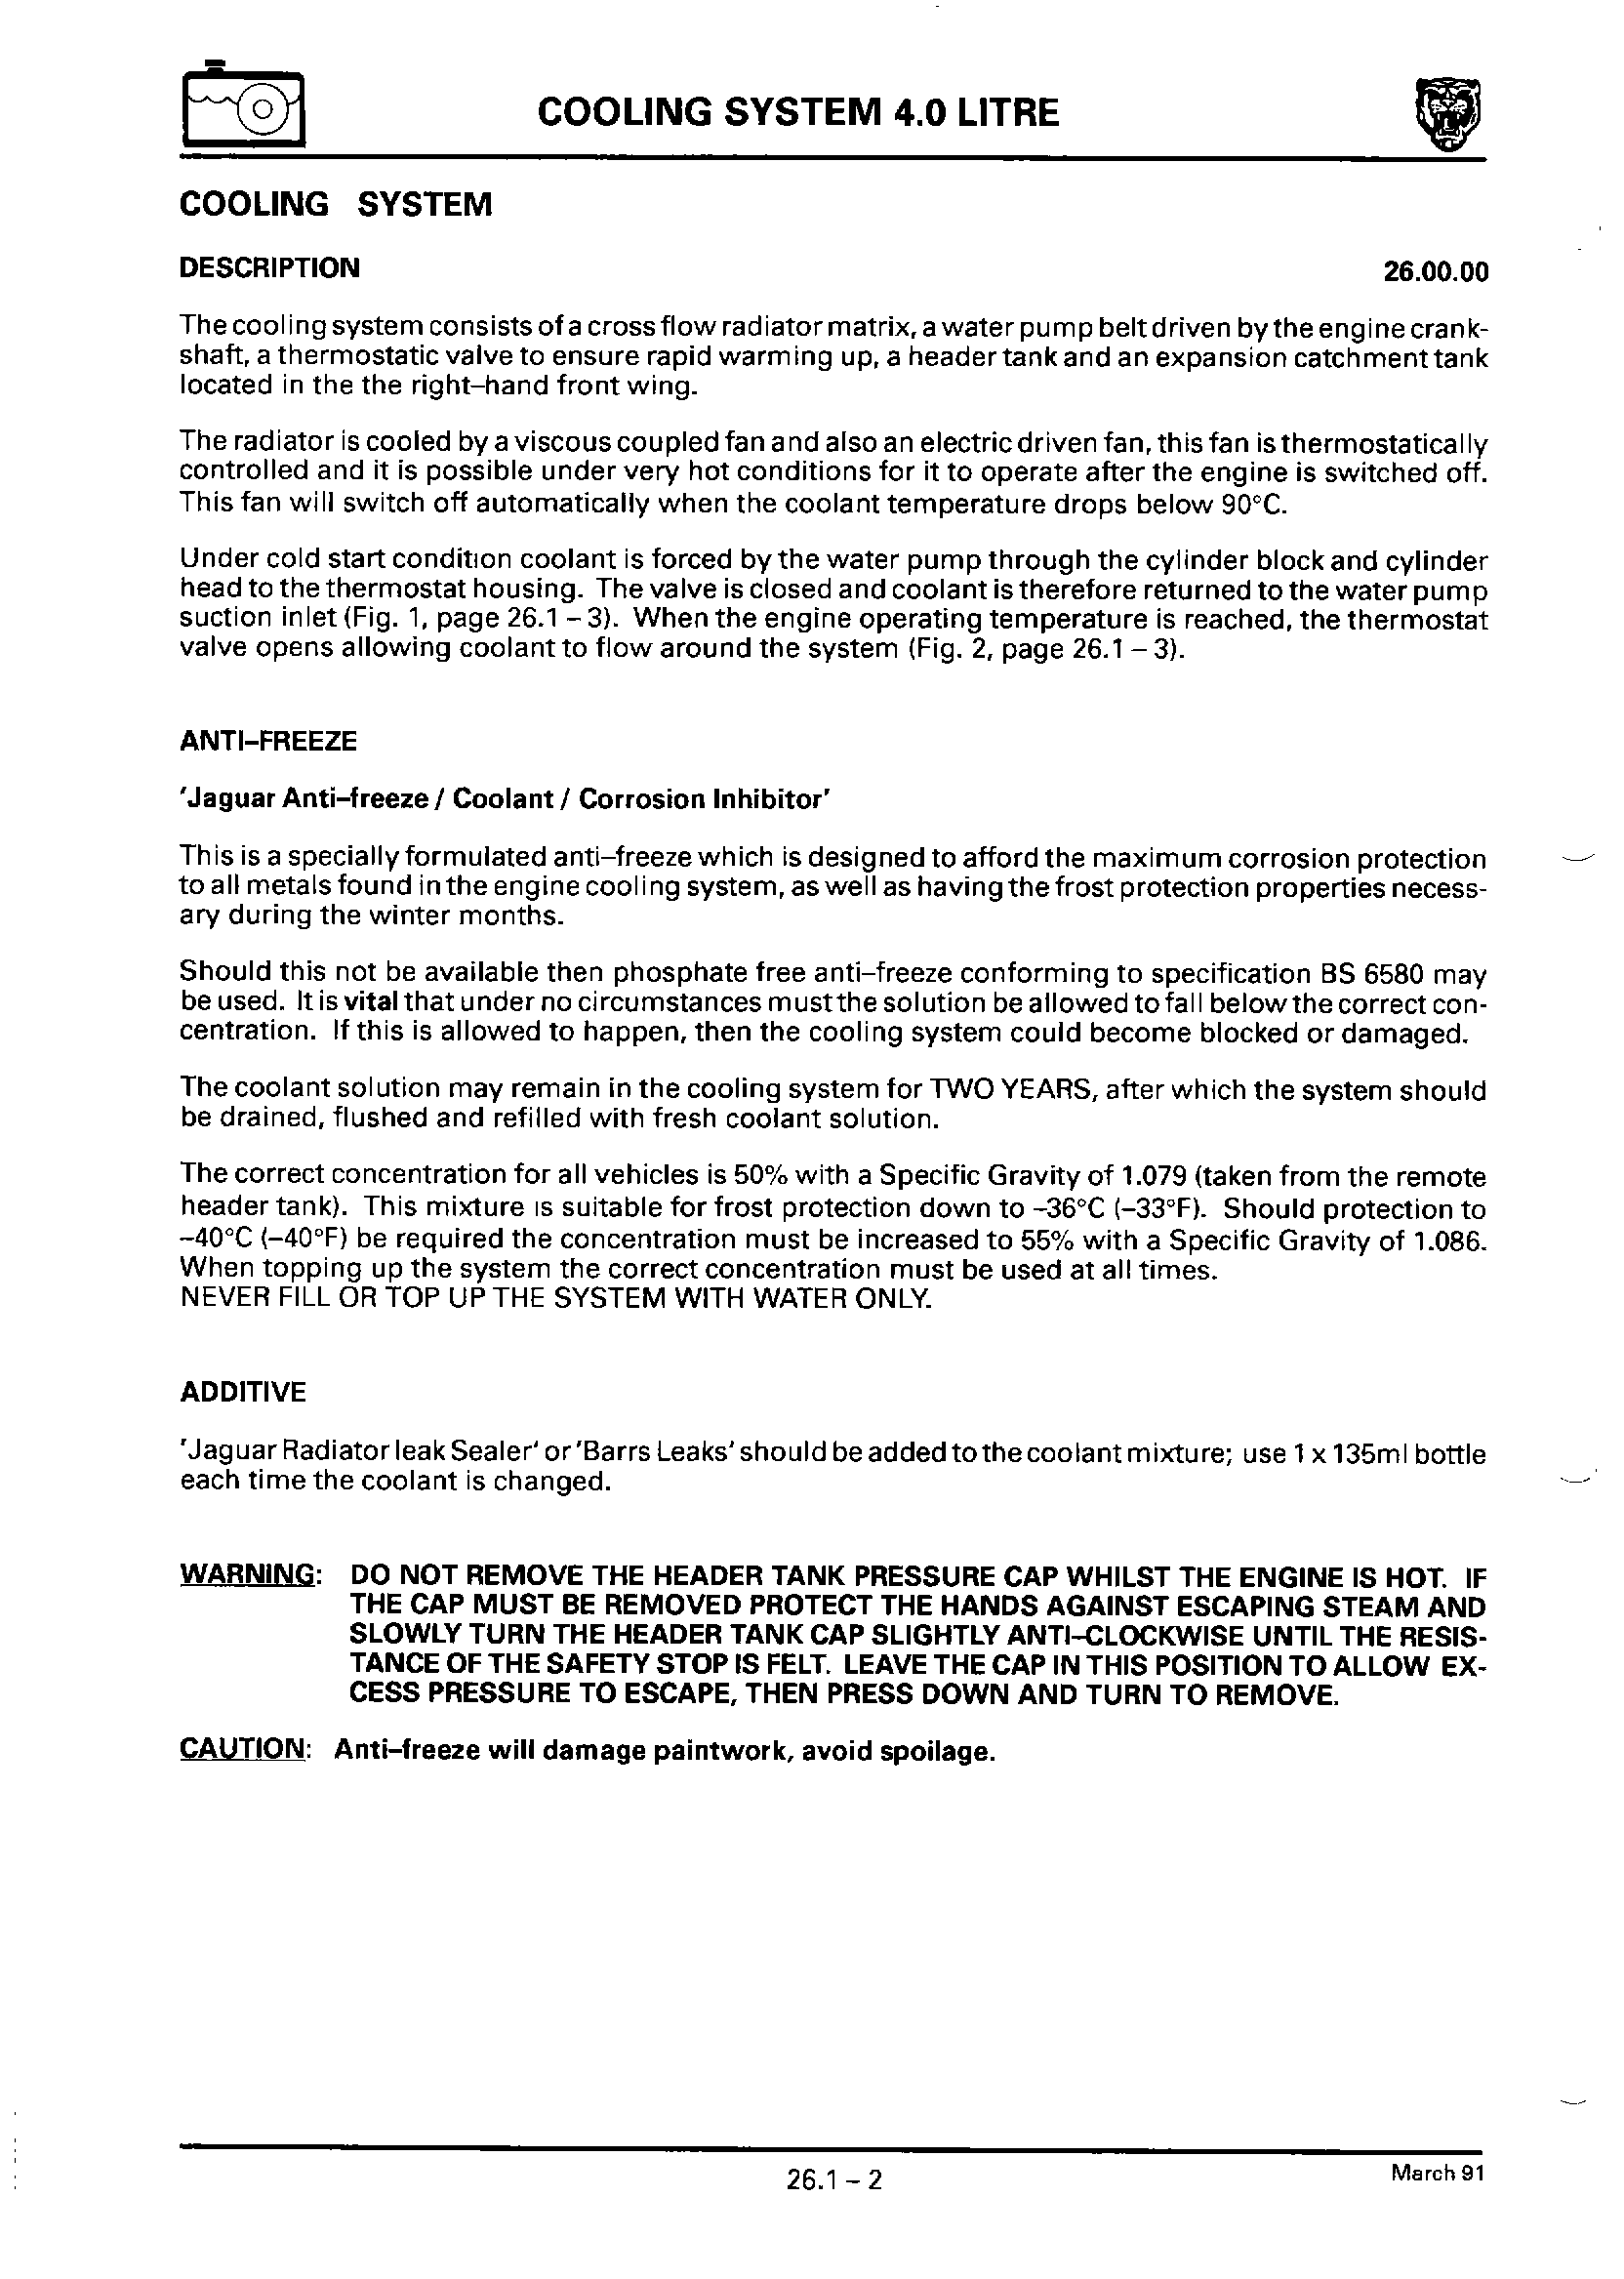 COOLING SYSTEM 4.0 LITRE
COOLING SYSTEM
DESCRIPTION 26.00.00
The cooling system consists of a cross flow radiator matrix, a water pump belt driven by the engine crank-
shaft, a thermostatic valve to ensure rapid warming up, a header tank and an expansion catchment tank
located in the the right–hand front wing.
The radiator is cooled by a viscous coupled fan and also an electric driven fan, this fan is thermostatically
controlled and it is possible under very hot conditions for it to operate after the engine is switched off.
This fan will switch off automatically when the coolant temperature drops below 90°C.
Under cold start condition coolant is forced by the water pump through the cylinder block and cylinder
head to the thermostat housing. The valve is closed and coolant is therefore returned to the water pump
suction inlet (Fig. 1, page 26.1 – 3). When the engine operating temperature is reached, the thermostat
valve opens allowing coolant to flow around the system (Fig. 2, page 26.1 – 3).
ANTI–FREEZE
'Jaguar Anti–freeze / Coolant / Corrosion Inhibitor'
This is a specially formulated anti–freeze which is designed to afford the maximum corrosion protection
to all metals found in the engine cooling system, as well as having the frost protection properties necess-
ary during the winter months.
Should this not be available then phosphate free anti–freeze conforming to specification BS 6580 may
be used. It is vital that under no circumstances must the solution be allowed to fall below the correct con-
centration. If this is allowed to happen, then the cooling system could become blocked or damaged.
The coolant solution may remain in the cooling system for TWO YEARS, after which the system should
be drained, flushed and refilled with fresh coolant solution.
The correct concentration for all vehicles is 50% with a Specific Gravity of 1.079 (taken from the remote
header tank). This mixture is suitable for frost protection down to –36°C (–33°F). Should protection to
–40°C (–40°F) be required the concentration must be increased to 55% with a Specific Gravity of 1.086.
When topping up the system the correct concentration must be used at all times.
NEVER FILL OR TOP UP THE SYSTEM WITH WATER ONLY.
ADDITIVE
'Jaguar Radiator leak Sealer' or 'Barrs Leaks' should be added to the coolant mixture; use 1 x 135ml bottle
each time the coolant is changed.
WARNING: DO NOT REMOVE THE HEADER TANK PRESSURE CAP WHILST THE ENGINE IS HOT. IF
THE CAP MUST BE REMOVED PROTECT THE HANDS AGAINST ESCAPING STEAM AND
SLOWLY TURN THE HEADER TANK CAP SLIGHTLY ANTI–CLOCKWISE UNTIL THE RESIS-
TANCE OF THE SAFETY STOP IS FELT. LEAVE THE CAP IN THIS POSITION TO ALLOW EX-
CESS PRESSURE TO ESCAPE, THEN PRESS DOWN AND TURN TO REMOVE.
CAUTION: Anti–freeze will damage paintwork, avoid spoilage.
26.1 – 2
March 91